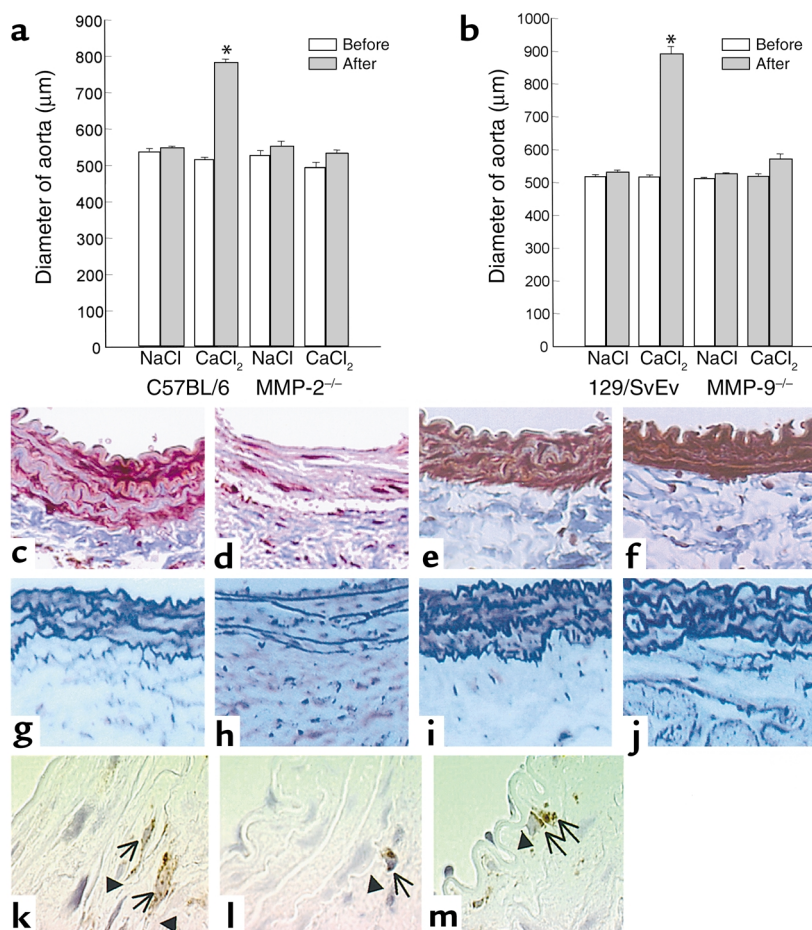 a
Diameter of aorta (µm)
900
800
700
600
500
400
300
200
100
0
*
Before
After
NaCl CaCl₂ NaCl CaCl₂
C57BL/6 MMP-2⁻/⁻
b
Diameter of aorta (µm)
1000
900
800
700
600
500
400
300
200
100
0
*
Before
After
NaCl CaCl₂ NaCl CaCl₂
129/SvEv MMP-9⁻/⁻
c d e f
g h i j
k l m